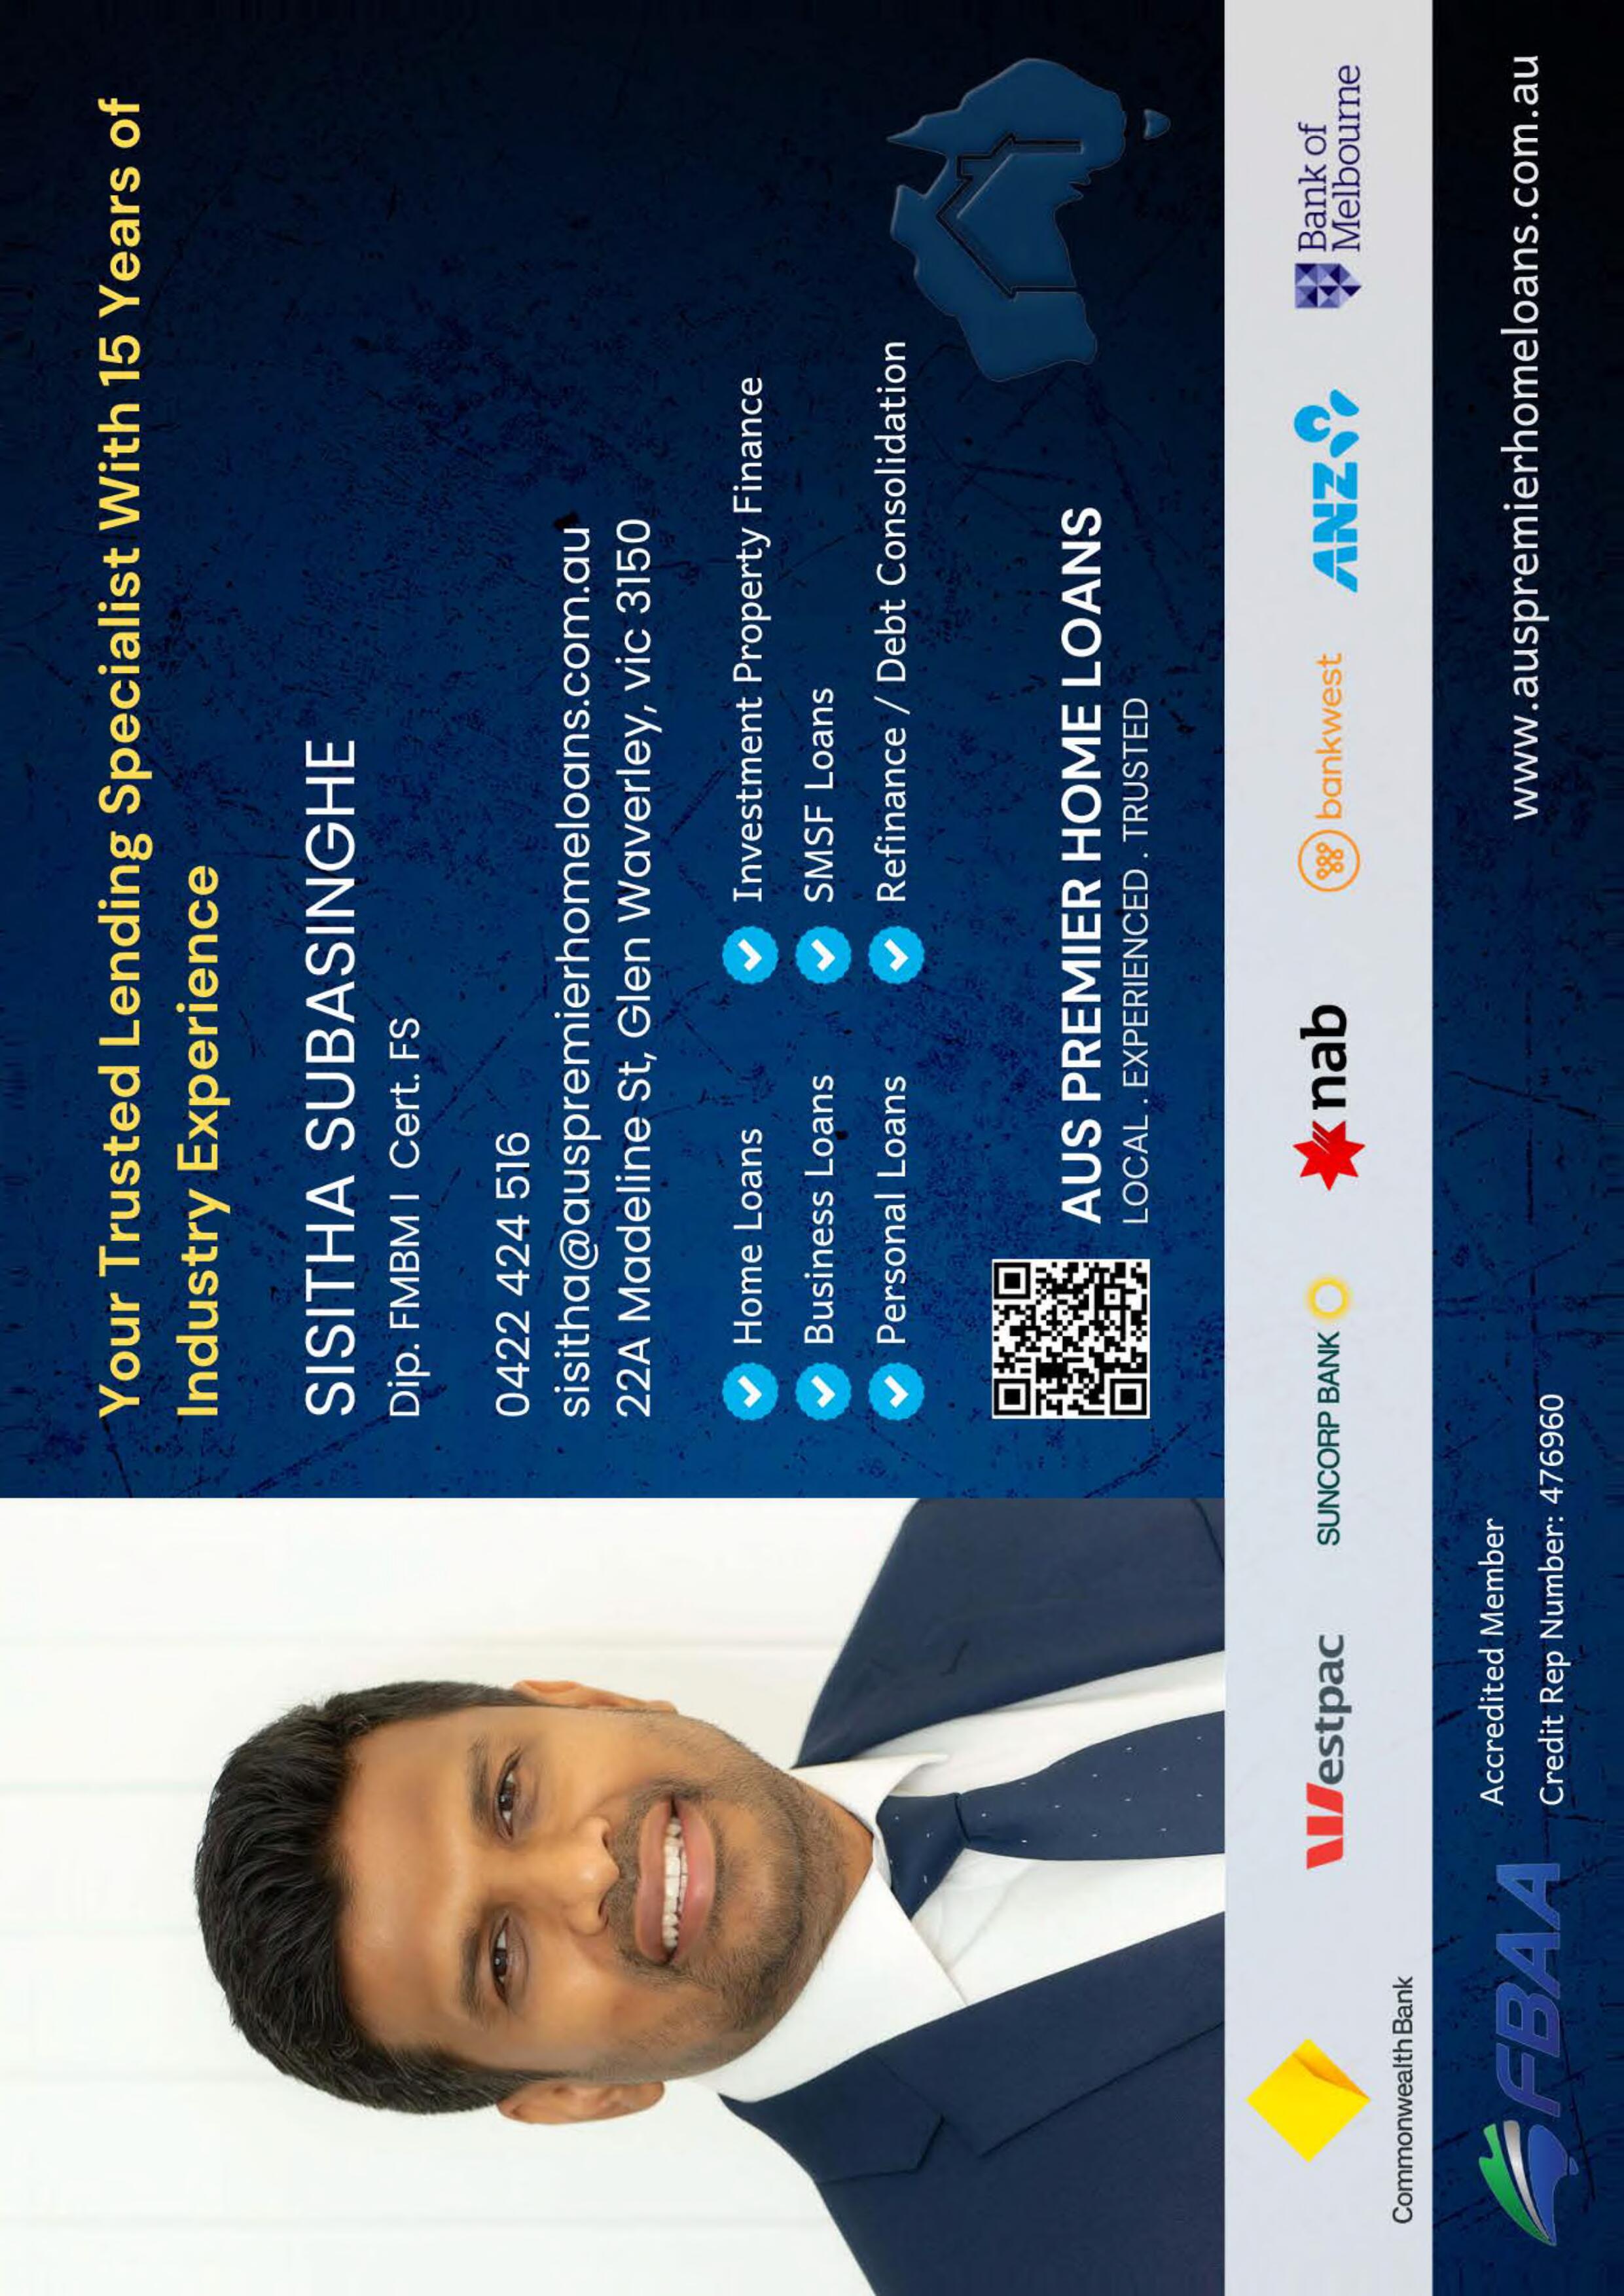 Your Trusted Lending Specialist With 15 Years of
Industry Experience
SISITHA SUBASINGHE
Dip. FMBM I Cert. FS
0422 424 516
sisitha@auspremierhomeloans.com.au
22A Madeline St, Glen Waverley, vic 3150
Home Loans
Investment Property Finance
Business Loans
SMSF Loans
Personal Loans
Refinance / Debt Consolidation
AUS PREMIER HOME LOANS
LOCAL . EXPERIENCED . TRUSTED
CommonwealthBank
Westpac
SUNCORP BANK
nab
bankwest
ANZ
Bank of
Melbourne
FBAA
Accredited Member
Credit Rep Number: 476960
www.auspremierhomeloans.com.au